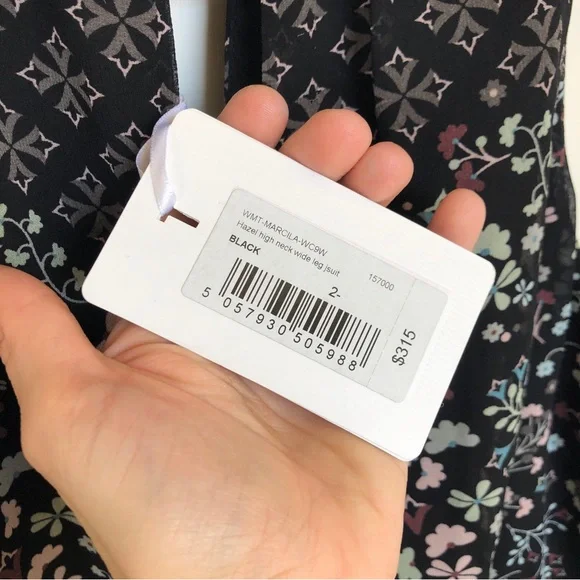 WMT-MARCILA-WC9W
Hazel high neck wide leg jsuit
BLACK
157000
2-
5 057930 505988
$315